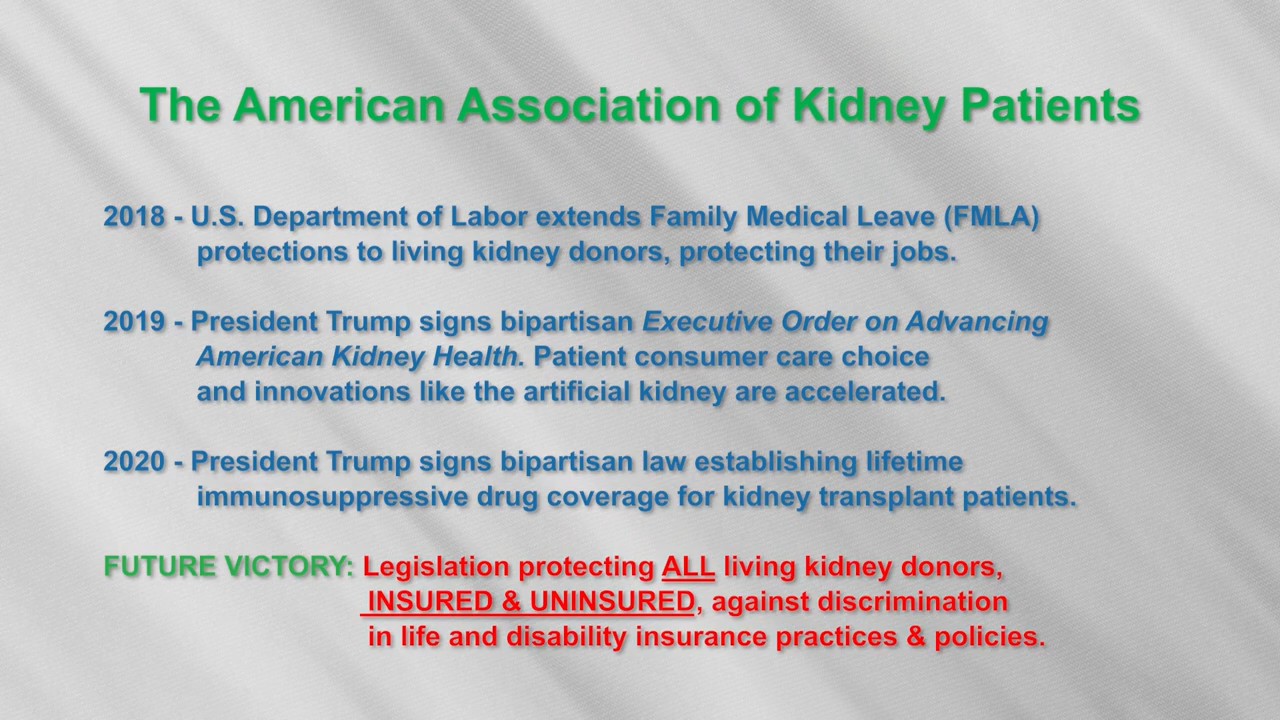 The American Association of Kidney Patients
2018 - U.S. Department of Labor extends Family Medical Leave (FMLA)
protections to living kidney donors, protecting their jobs.
2019 - President Trump signs bipartisan Executive Order on Advancing
American Kidney Health. Patient consumer care choice
and innovations like the artificial kidney are accelerated.
2020 - President Trump signs bipartisan law establishing lifetime
immunosuppressive drug coverage for kidney transplant patients.
FUTURE VICTORY: Legislation protecting ALL living kidney donors,
INSURED & UNINSURED, against discrimination
in life and disability insurance practices & policies.